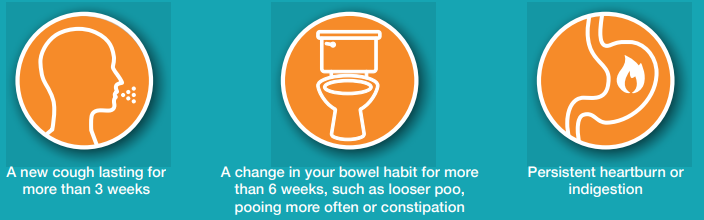 A new cough lasting for
more than 3 weeks
A change in your bowel habit for more
than 6 weeks, such as looser poo,
pooing more often or constipation
Persistent heartburn or
indigestion